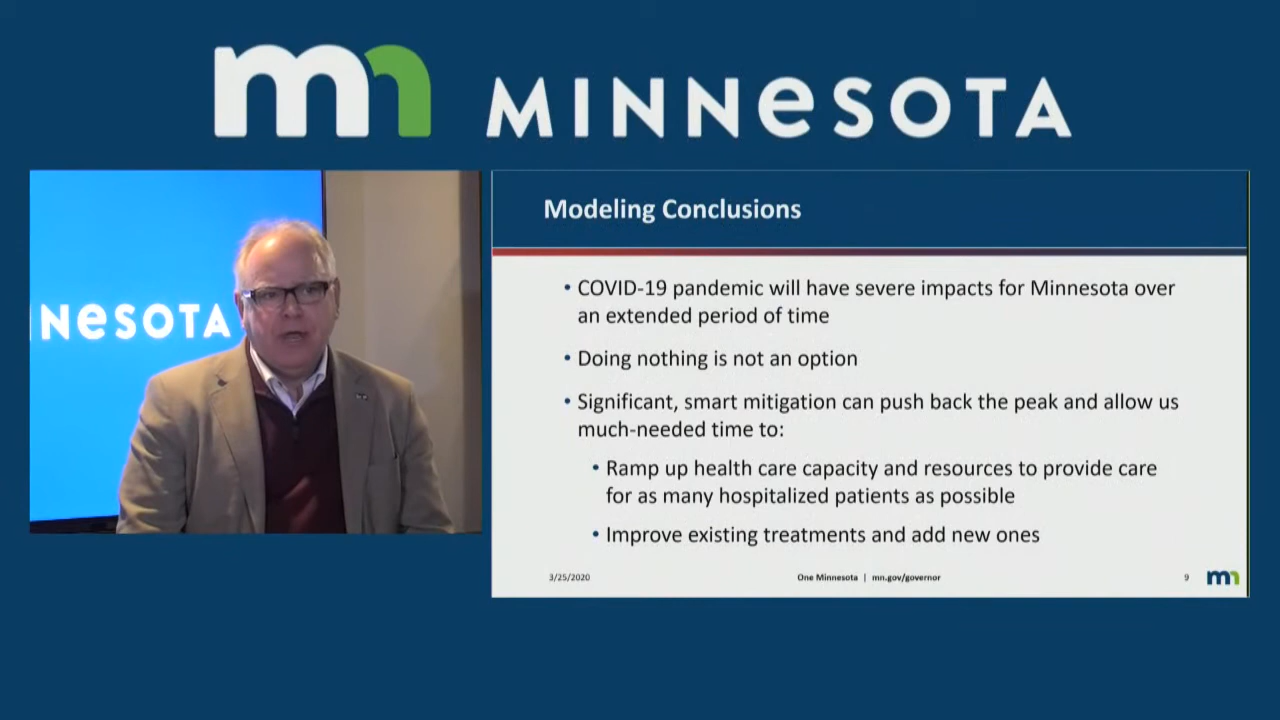 mn MINNESOTA
NESOTA
Modeling Conclusions
• COVID-19 pandemic will have severe impacts for Minnesota over
an extended period of time
• Doing nothing is not an option
• Significant, smart mitigation can push back the peak and allow us
much-needed time to:
• Ramp up health care capacity and resources to provide care
for as many hospitalized patients as possible
• Improve existing treatments and add new ones
3/25/2020 One Minnesota | mn.gov/governor 9 mn